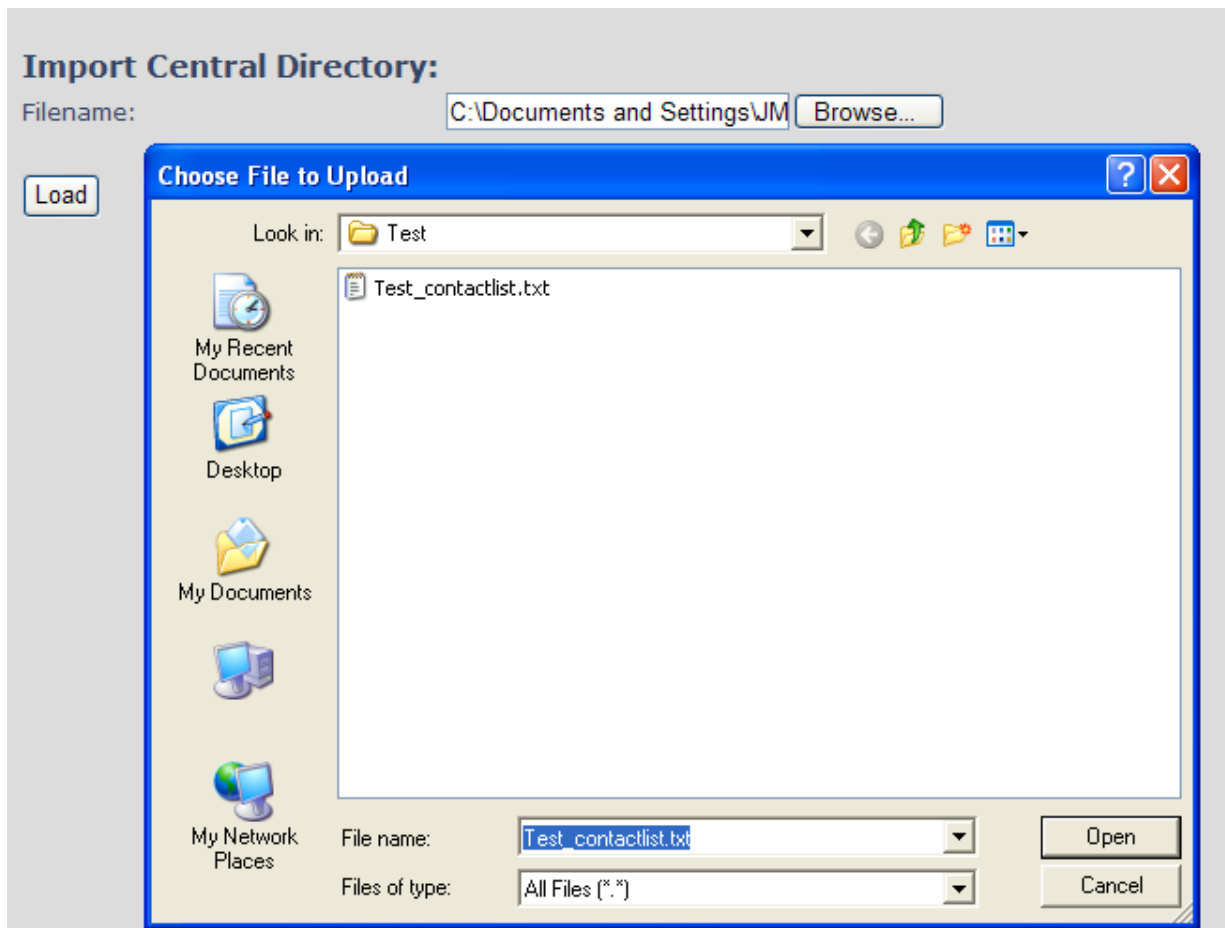 Import Central Directory:
Filename:
C:\Documents and Settings\JM
Browse...
Load
Choose File to Upload
?
Look in:
Test
Test_contactlist.txt
My Recent
Documents
Desktop
My Documents
My Network
Places
File name:
Test_contactlist.txt
Open
Files of type:
All Files (*.*)
Cancel